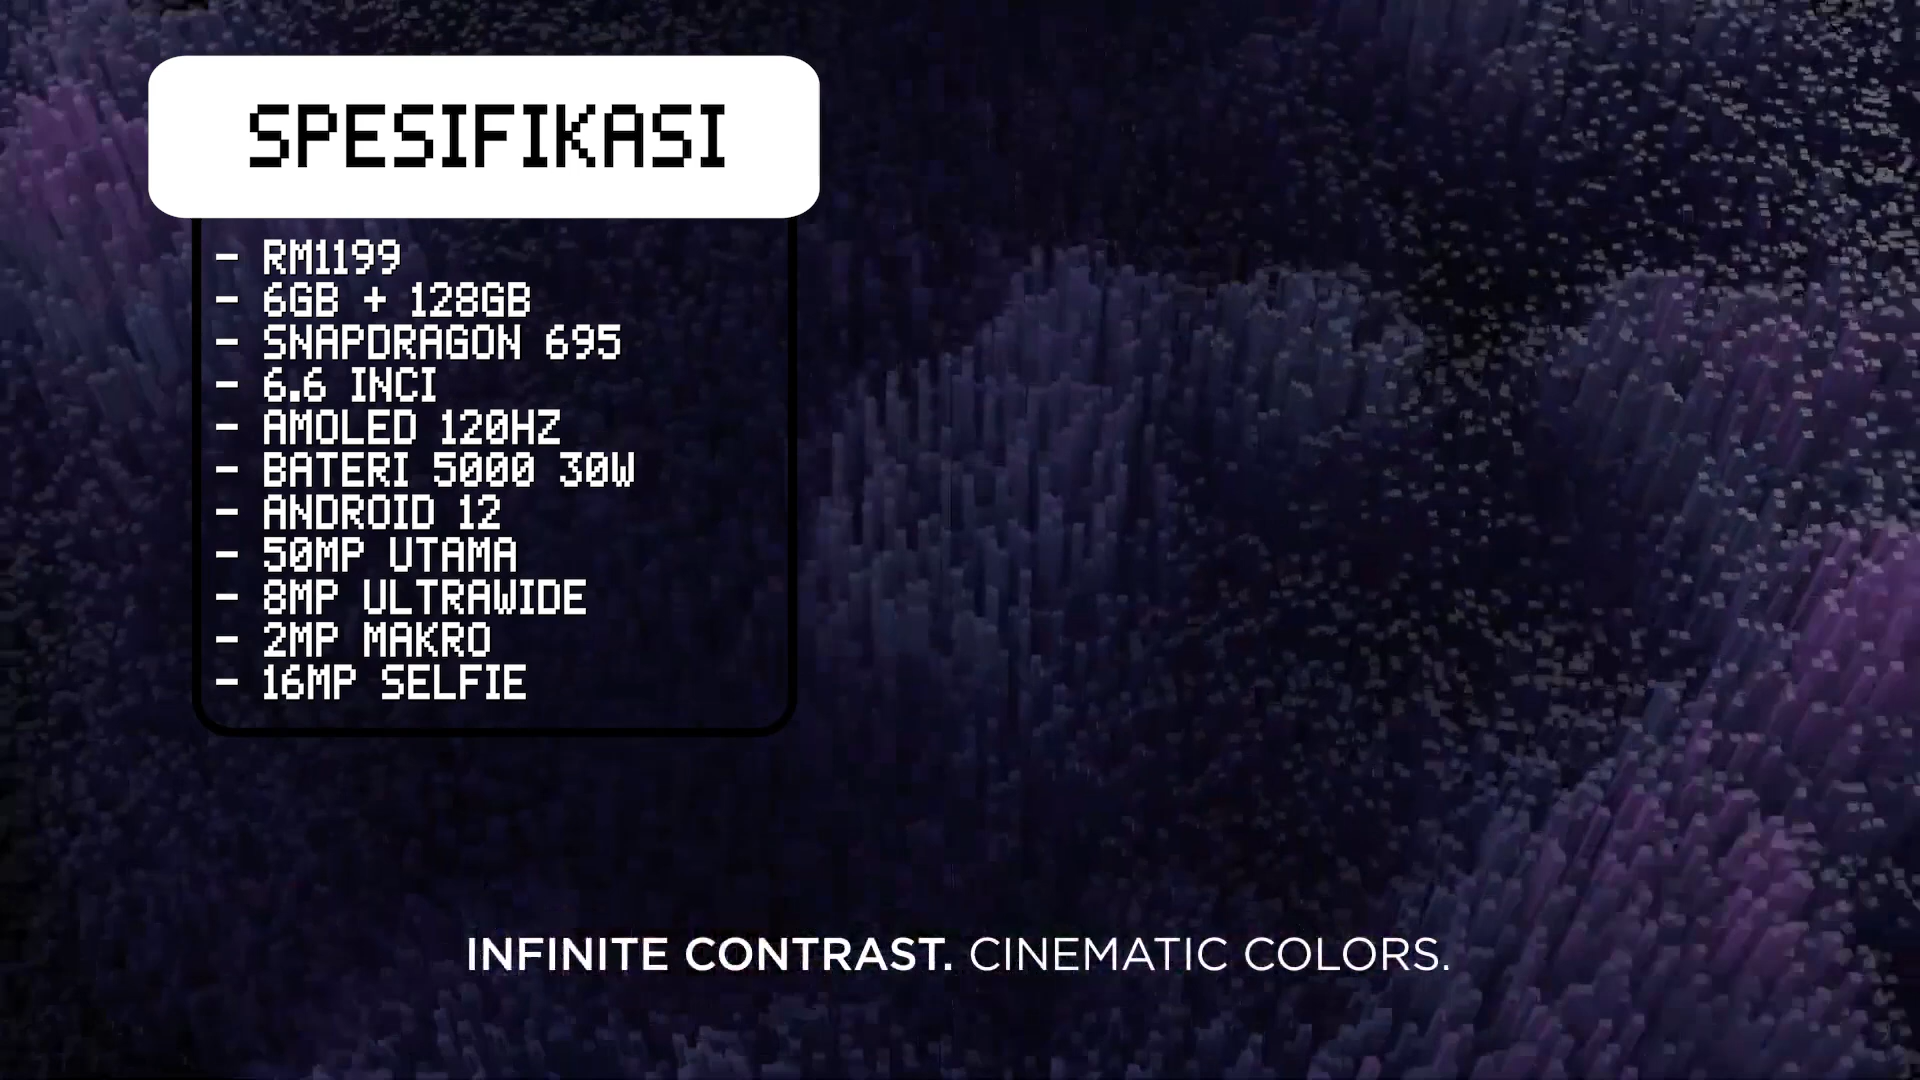 SPESIFIKASI
- RM1199
- 6GB + 128GB
- SNAPDRAGON 695
- 6.6 INCI
- AMOLED 120HZ
- BATERI 5000 30W
- ANDROID 12
- 50MP UTAMA
- 8MP ULTRAWIDE
- 2MP MAKRO
- 16MP SELFIE
INFINITE CONTRAST. CINEMATIC COLORS.